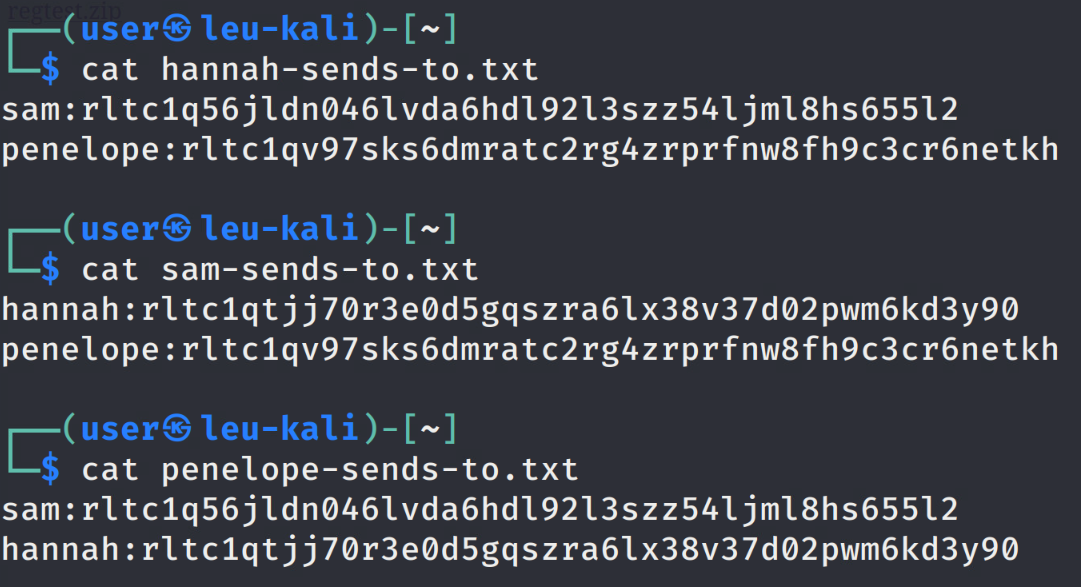 regtest.zip
(user㉿leu-kali)-[~]
$ cat hannah-sends-to.txt
sam:rltc1q56jldn046lvda6hdl92l3szz54ljml8hs655l2
penelope:rltc1qv97sks6dmratc2rg4zrprfnw8fh9c3cr6netkh
(user㉿leu-kali)-[~]
$ cat sam-sends-to.txt
hannah:rltc1qtjj70r3e0d5gqszra6lx38v37d02pwm6kd3y90
penelope:rltc1qv97sks6dmratc2rg4zrprfnw8fh9c3cr6netkh
(user㉿leu-kali)-[~]
$ cat penelope-sends-to.txt
sam:rltc1q56jldn046lvda6hdl92l3szz54ljml8hs655l2
hannah:rltc1qtjj70r3e0d5gqszra6lx38v37d02pwm6kd3y90